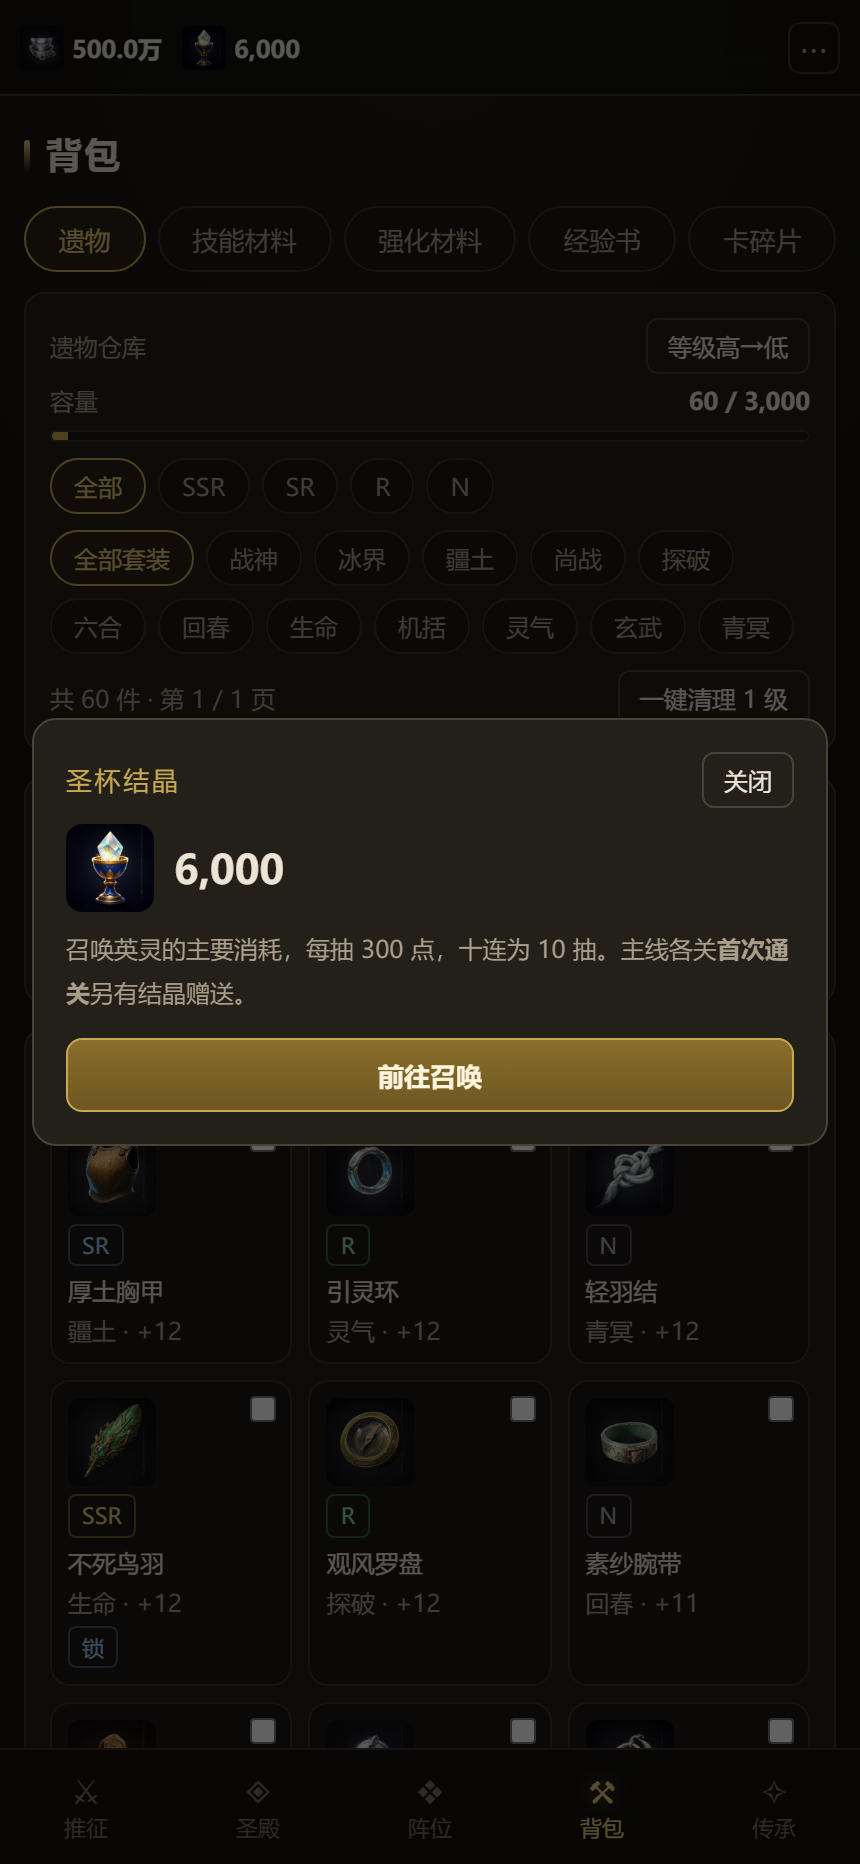 500.0万 6,000 ...
背包
遗物 技能材料 强化材料 经验书 卡碎片
遗物仓库 等级高→低
容量 60 / 3,000
全部 SSR SR R N
全部套装 战神 冰界 疆土 尚战 探破
六合 回春 生命 机括 灵气 玄武 青冥
共 60 件 · 第 1 / 1 页 一键清理 1 级
圣杯结晶 关闭
6,000
召唤英灵的主要消耗，每抽 300 点，十连为 10 抽。主线各关首次通
关另有结晶赠送。
前往召唤
SR R N
厚土胸甲 引灵环 轻羽结
疆土 · +12 灵气 · +12 青冥 · +12
SSR R N
不死鸟羽 观风罗盘 素纱腕带
生命 · +12 探破 · +12 回春 · +11
锁
推征 圣殿 阵位 背包 传承